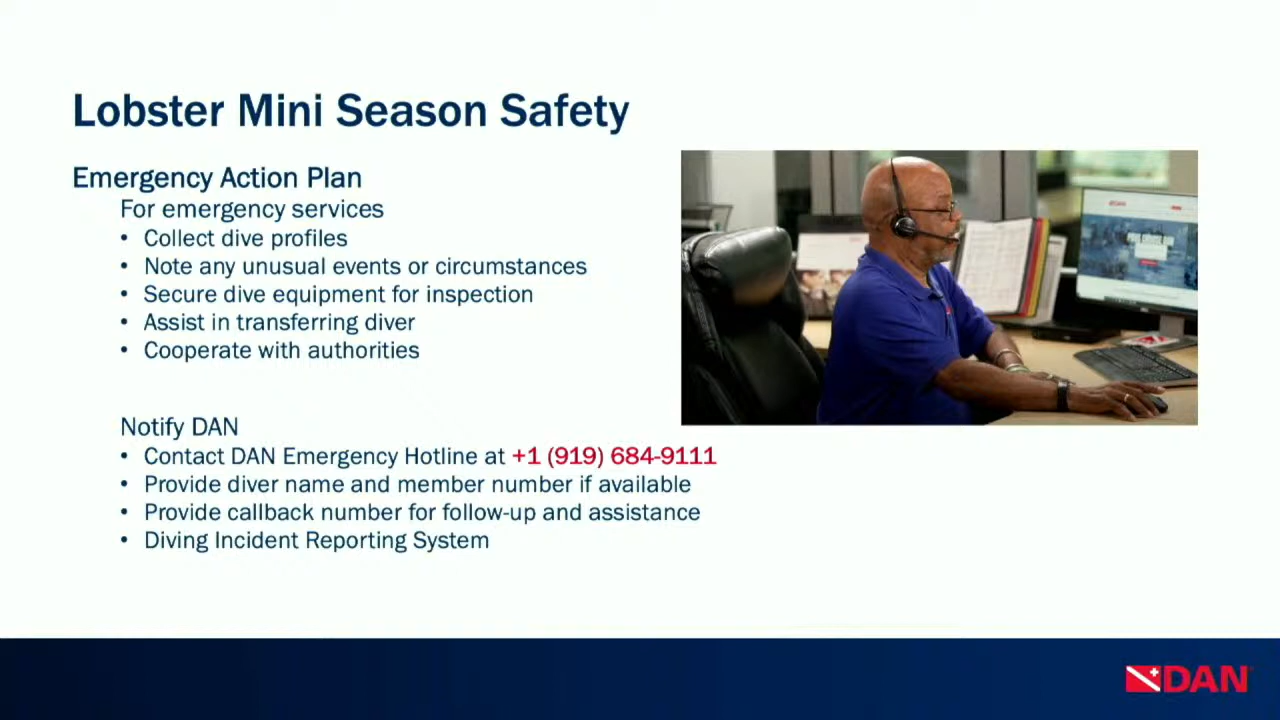 Lobster Mini Season Safety
Emergency Action Plan
For emergency services
• Collect dive profiles
• Note any unusual events or circumstances
• Secure dive equipment for inspection
• Assist in transferring diver
• Cooperate with authorities
Notify DAN
• Contact DAN Emergency Hotline at +1 (919) 684-9111
• Provide diver name and member number if available
• Provide callback number for follow-up and assistance
• Diving Incident Reporting System
DAN